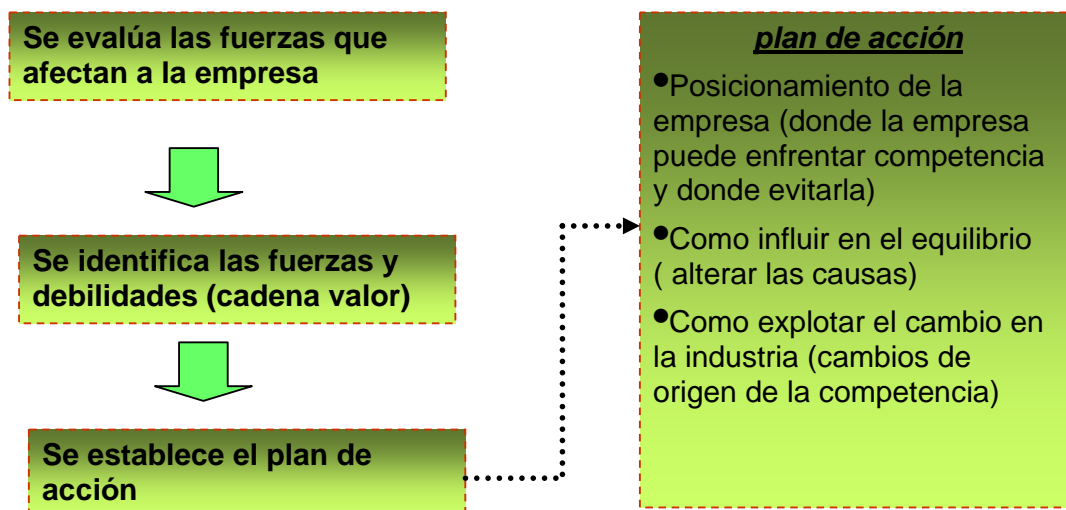 Se evalúa las fuerzas que
afectan a la empresa
Se identifica las fuerzas y
debilidades (cadena valor)
Se establece el plan de
acción
plan de acción
•Posicionamiento de la
empresa (donde la empresa
puede enfrentar competencia
y donde evitarla)
•Como influir en el equilibrio
( alterar las causas)
•Como explotar el cambio en
la industria (cambios de
origen de la competencia)